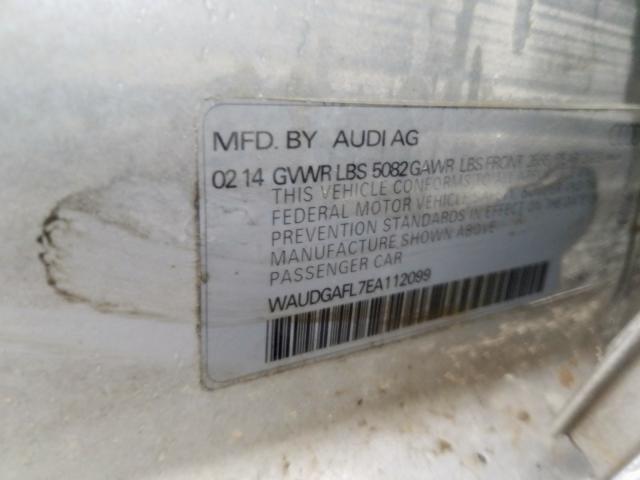 MFD. BY AUDI AG
02 14 GVWR LBS 5082 GAWR LBS FRONT
THIS VEHICLE CONFORMS TO
FEDERAL MOTOR VEHICLE
PREVENTION STANDARDS IN EFFECT ON THE DATE
MANUFACTURE SHOWN ABOVE
PASSENGER CAR
WAUDGAFL7EA112099